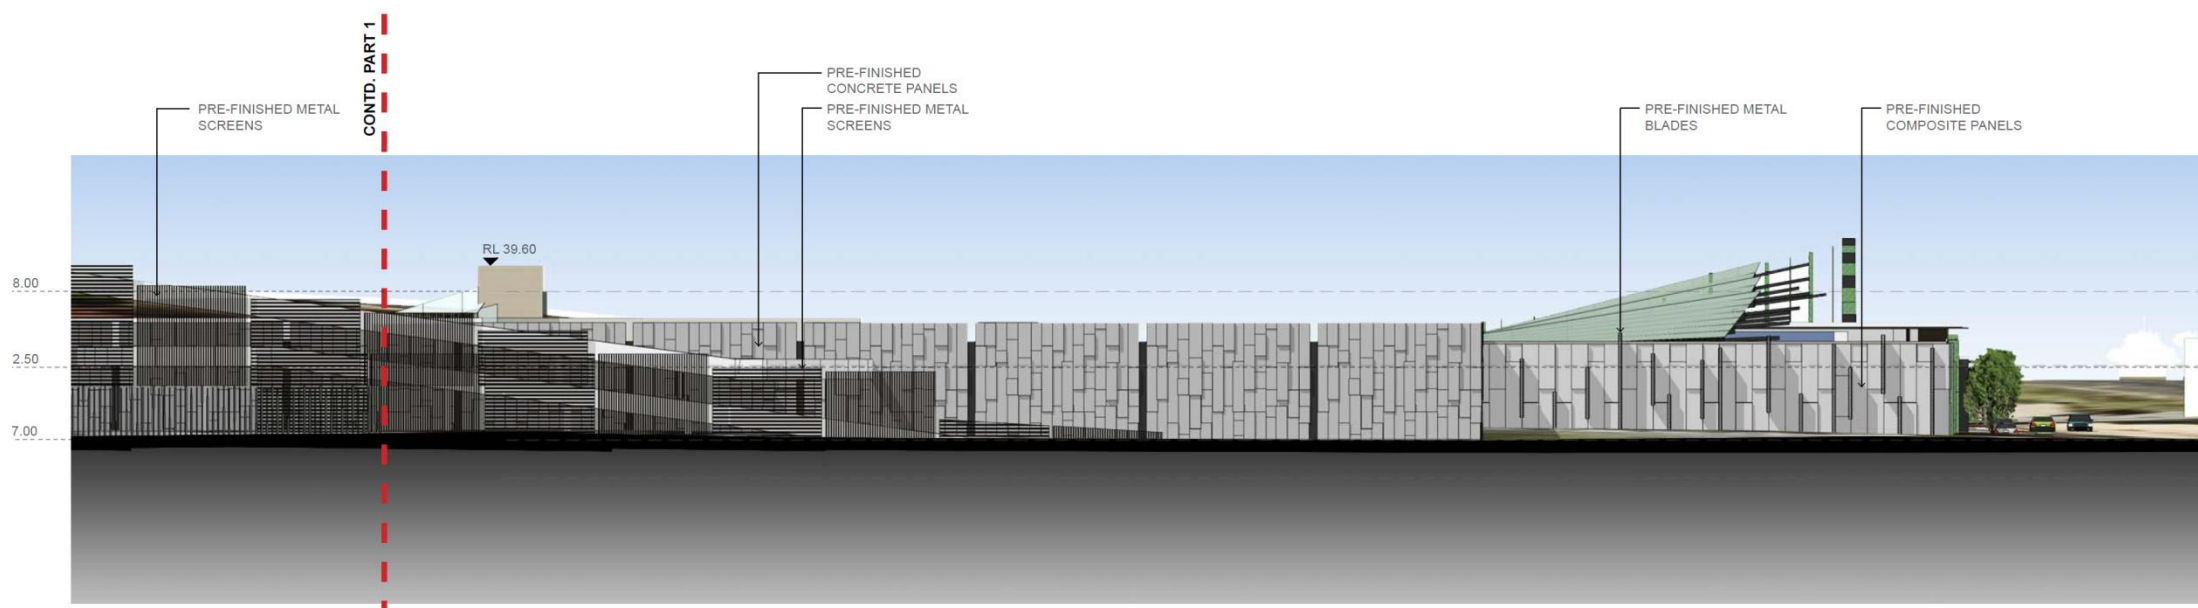 CONTD. PART 1
PRE-FINISHED METAL
SCREENS
PRE-FINISHED
CONCRETE PANELS
PRE-FINISHED METAL
SCREENS
PRE-FINISHED METAL
BLADES
PRE-FINISHED
COMPOSITE PANELS
RL 39.60
8.00
2.50
7.00